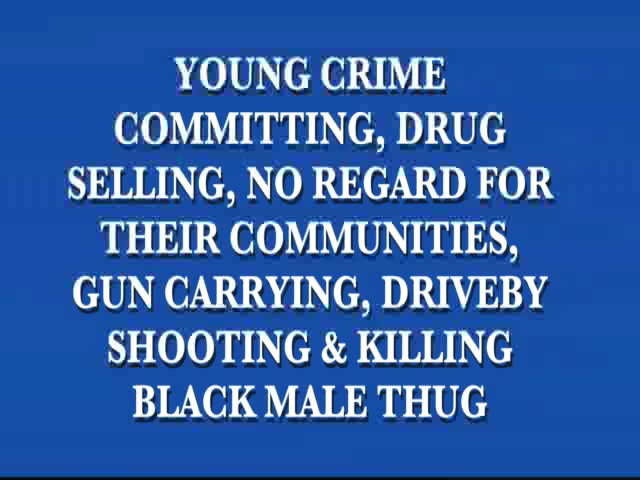 YOUNG CRIME
COMMITTING, DRUG
SELLING, NO REGARD FOR
THEIR COMMUNITIES,
GUN CARRYING, DRIVEBY
SHOOTING & KILLING
BLACK MALE THUG